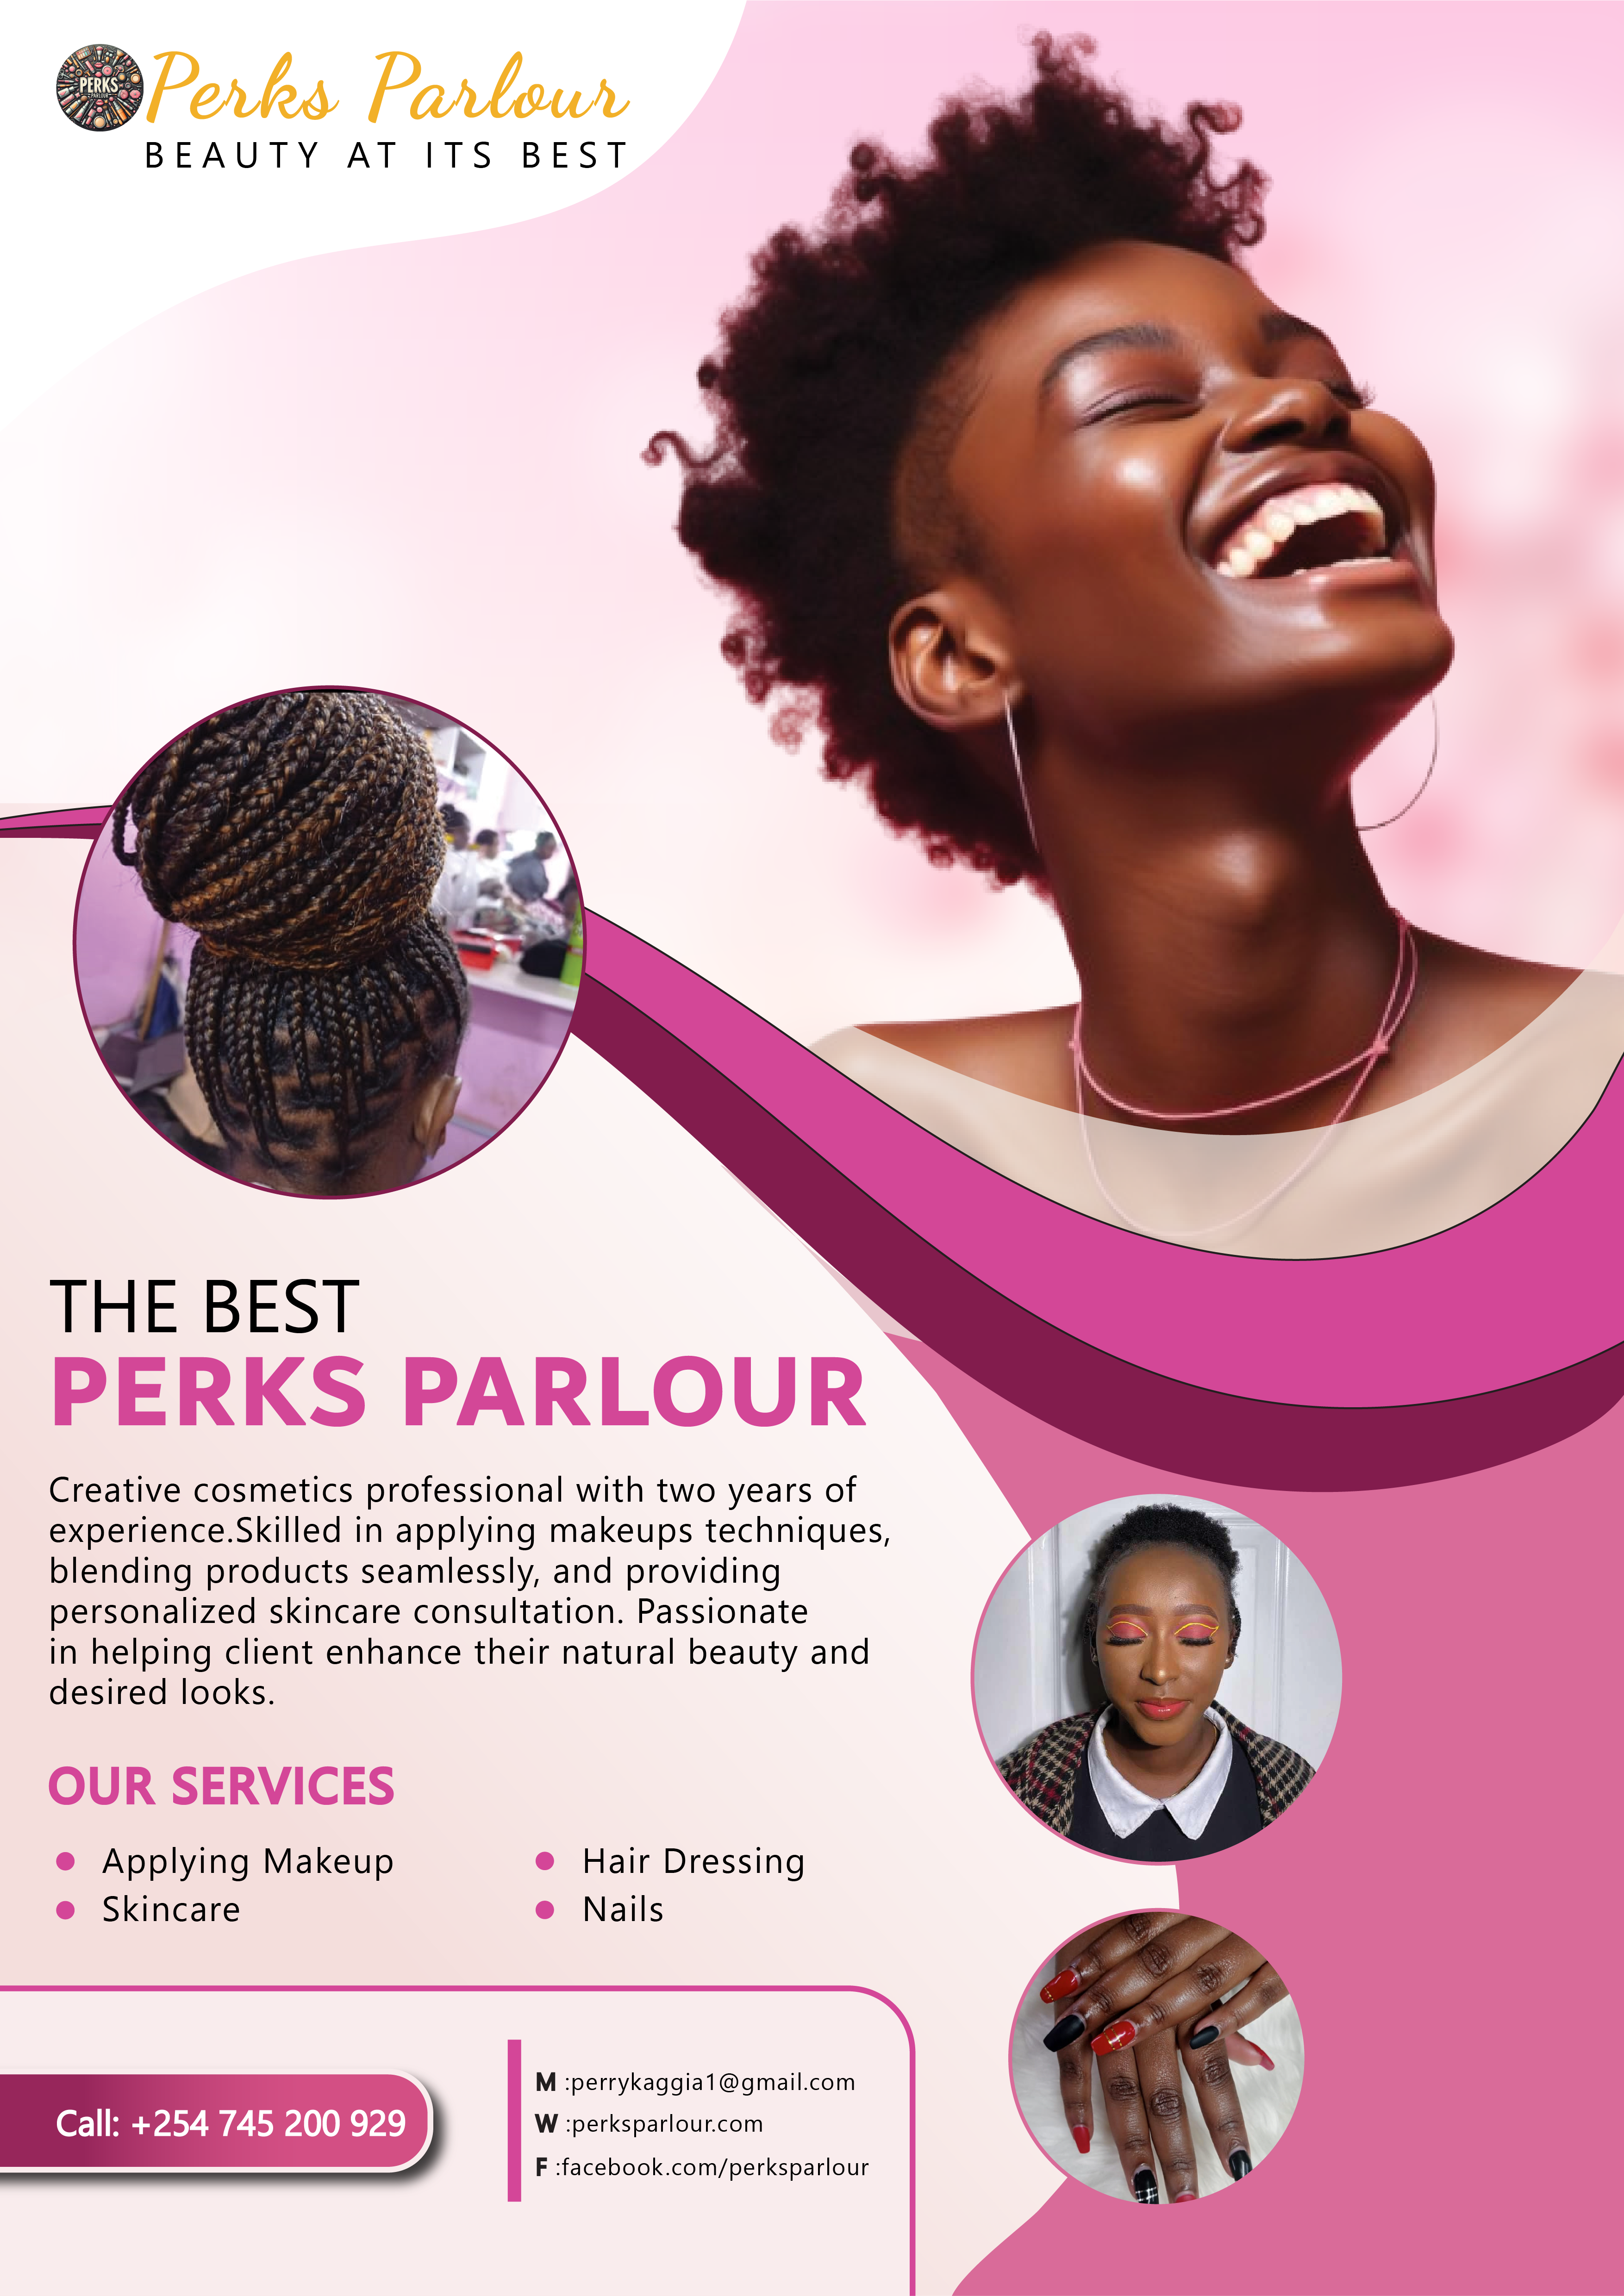 PERKS
PARLOUR
Perks Parlour
BEAUTY AT ITS BEST
THE BEST
PERKS PARLOUR
Creative cosmetics professional with two years of
experience.Skilled in applying makeups techniques,
blending products seamlessly, and providing
personalized skincare consultation. Passionate
in helping client enhance their natural beauty and
desired looks.
OUR SERVICES
Applying Makeup
Skincare
Hair Dressing
Nails
Call: +254 745 200 929
M :perrykaggia1@gmail.com
W :perksparlour.com
F :facebook.com/perksparlour